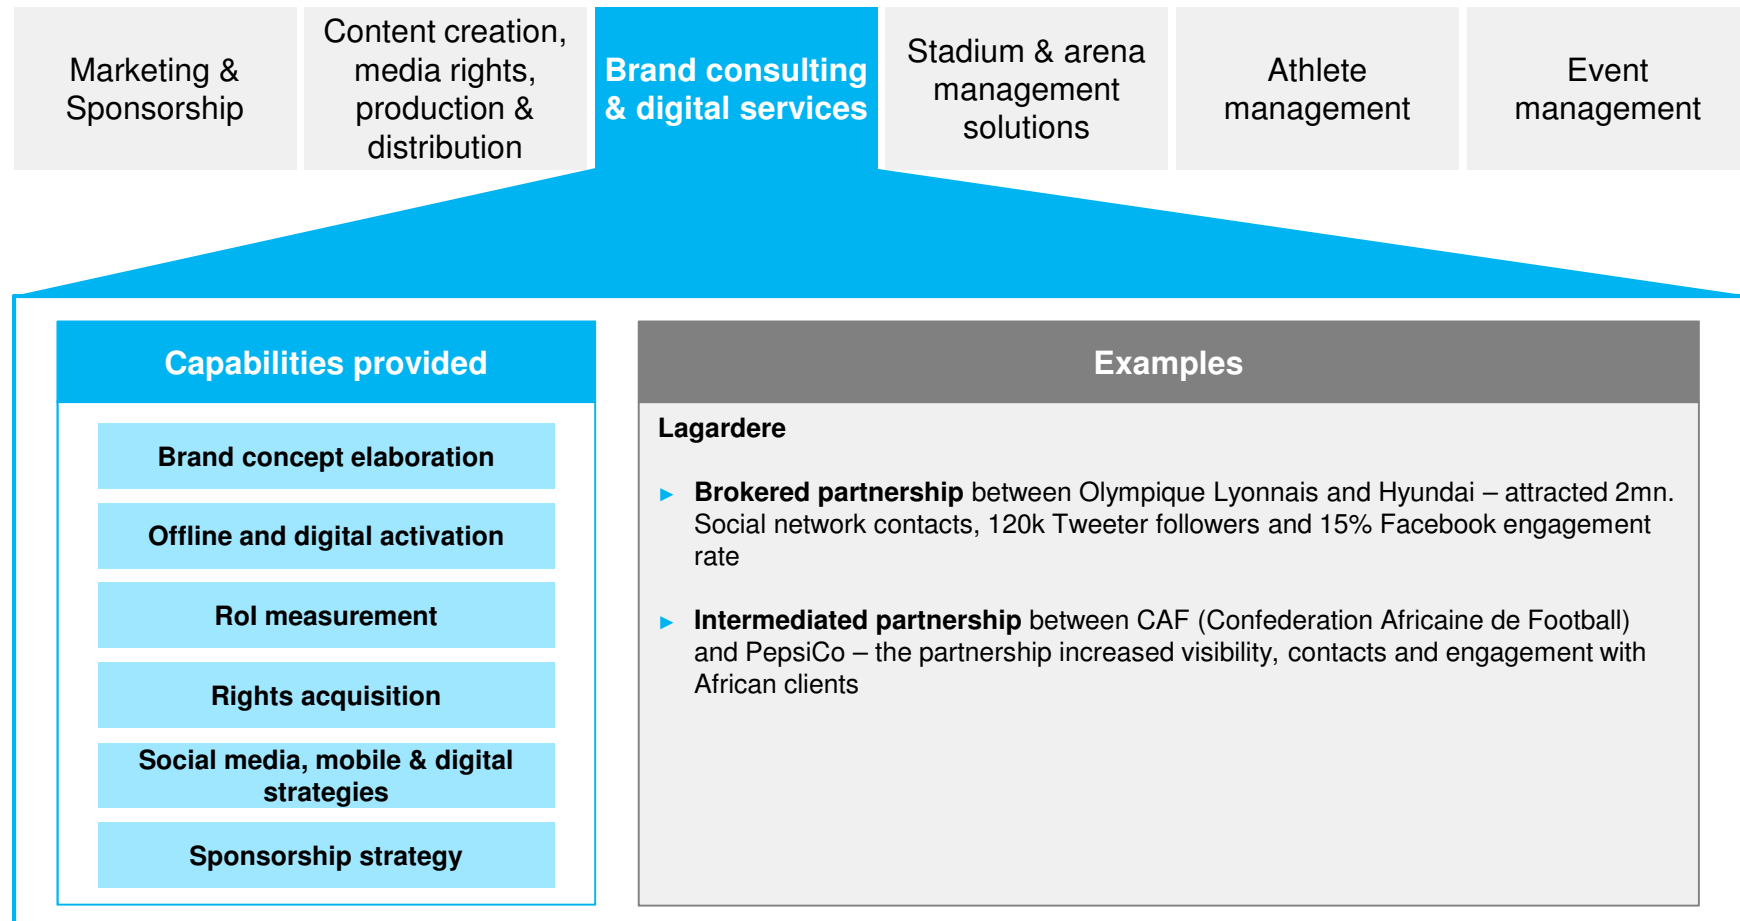 Marketing &
Sponsorship
Content creation,
media rights,
production &
distribution
Brand consulting
& digital services
Stadium & arena
management
solutions
Athlete
management
Event
management
Capabilities provided
Brand concept elaboration
Offline and digital activation
RoI measurement
Rights acquisition
Social media, mobile & digital
strategies
Sponsorship strategy
Examples
Lagardere
► Brokered partnership between Olympique Lyonnais and Hyundai – attracted 2mn.
Social network contacts, 120k Tweeter followers and 15% Facebook engagement
rate
► Intermediated partnership between CAF (Confederation Africaine de Football)
and PepsiCo – the partnership increased visibility, contacts and engagement with
African clients